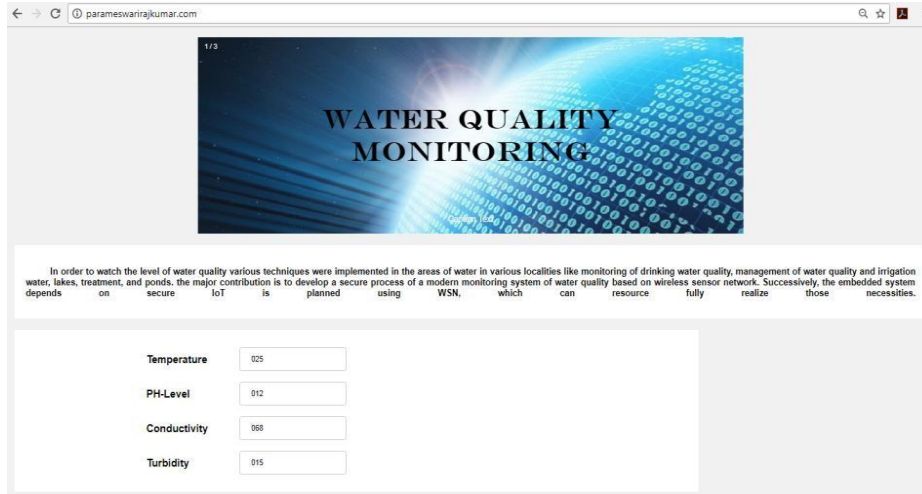 parameswarirajkumar.com
1/3
WATER QUALITY
MONITORING
Caption Text
In order to watch the level of water quality various techniques were implemented in the areas of water in various localities like monitoring of drinking water quality, management of water quality and irrigation
water, lakes, treatment, and ponds. the major contribution is to develop a secure process of a modern monitoring system of water quality based on wireless sensor network. Successively, the embedded system
depends on secure IoT is planned using WSN, which can resource fully realize those necessities.
Temperature 025
PH-Level 012
Conductivity 068
Turbidity 015